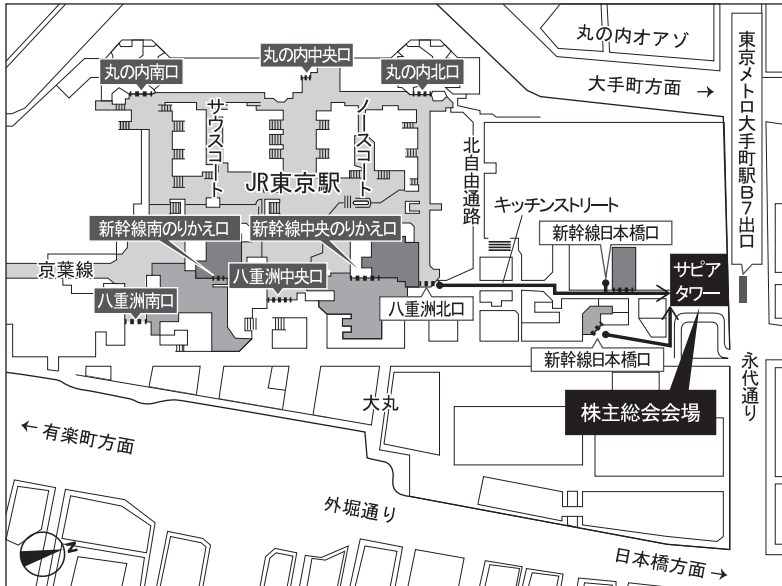 丸の内オアゾ
丸の内中央口
丸の内南口
丸の内北口
大手町方面 →
東京メトロ大手町駅B7出口
サウスコート
ノースコート
北自由通路
JR東京駅
キッチンストリート
新幹線南のりかえ口
新幹線中央のりかえ口
新幹線日本橋口
サピア
タワー
京葉線
八重洲中央口
八重洲南口
八重洲北口
新幹線日本橋口
永代通り
大丸
株主総会会場
← 有楽町方面
外堀通り
日本橋方面 →
N